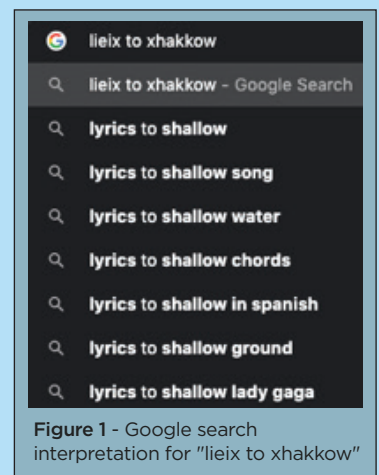 lieix to xhakkow
lieix to xhakkow – Google Search
lyrics to shallow
lyrics to shallow song
lyrics to shallow water
lyrics to shallow chords
lyrics to shallow in spanish
lyrics to shallow ground
lyrics to shallow lady gaga
Figure 1 - Google search
interpretation for "lieix to xhakkow"